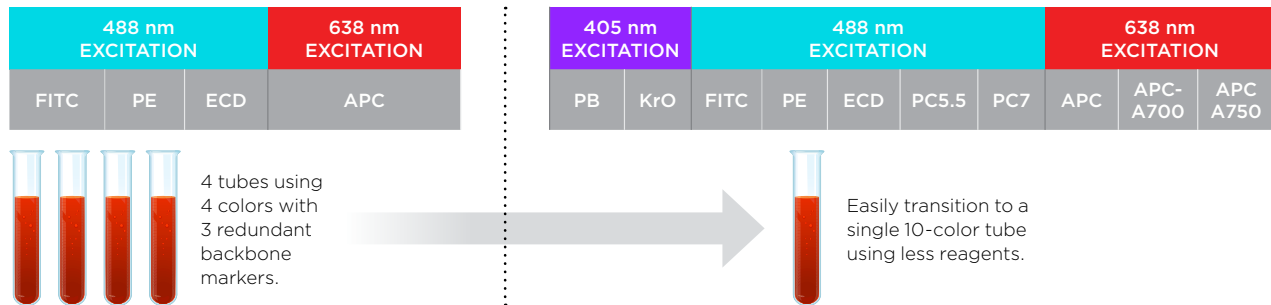 488 nm
EXCITATION
638 nm
EXCITATION
FITC
PE
ECD
APC
4 tubes using
4 colors with
3 redundant
backbone
markers.
405 nm
EXCITATION
488 nm
EXCITATION
638 nm
EXCITATION
PB
KrO
FITC
PE
ECD
PC5.5
PC7
APC
APC-
A700
APC
A750
Easily transition to a
single 10-color tube
using less reagents.